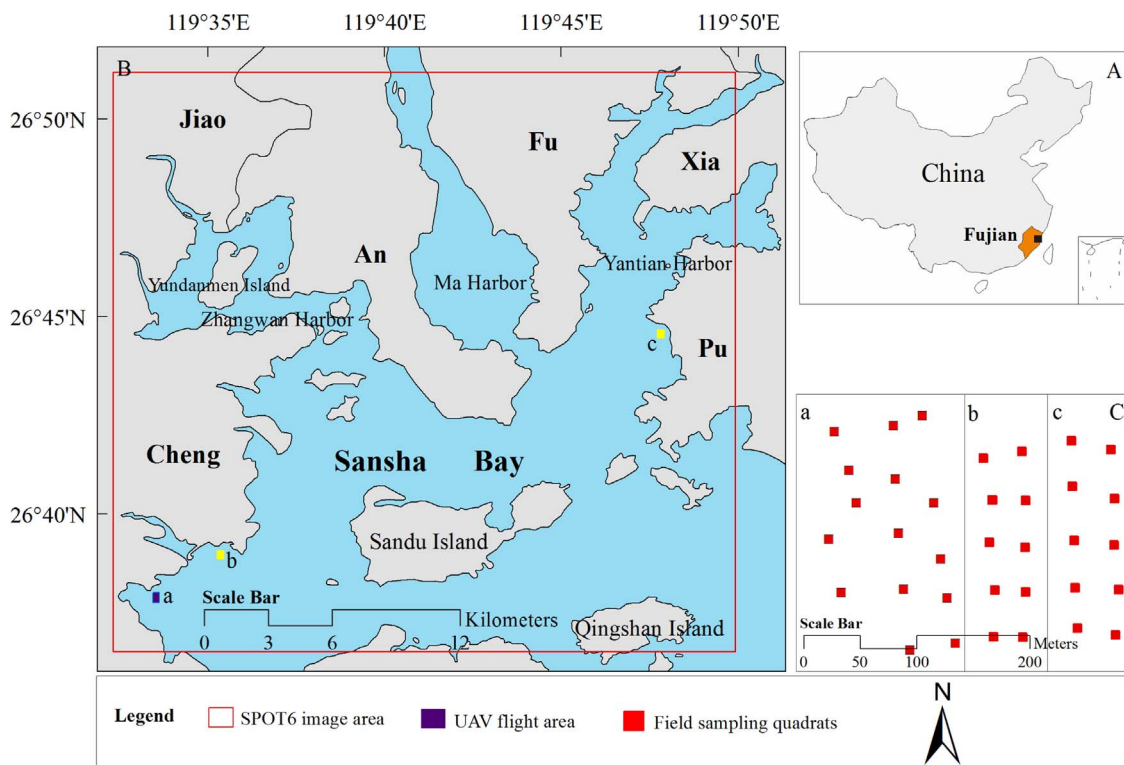 119°35'E 119°40'E 119°45'E 119°50'E
B
26°50'N
26°45'N
26°40'N
Jiao
Fu
Xia
An
Yundanmen Island
Zhangwan Harbor
Ma Harbor
Yantian Harbor
c
Pu
Cheng
Sansha Bay
Sandu Island
b
a
Scale Bar
Kilometers
0 3 6 12
Qingshan Island
A
China
Fujian
a b c C
Scale Bar
Meters
0 50 100 200
N
Legend SPOT6 image area UAV flight area Field sampling quadrats